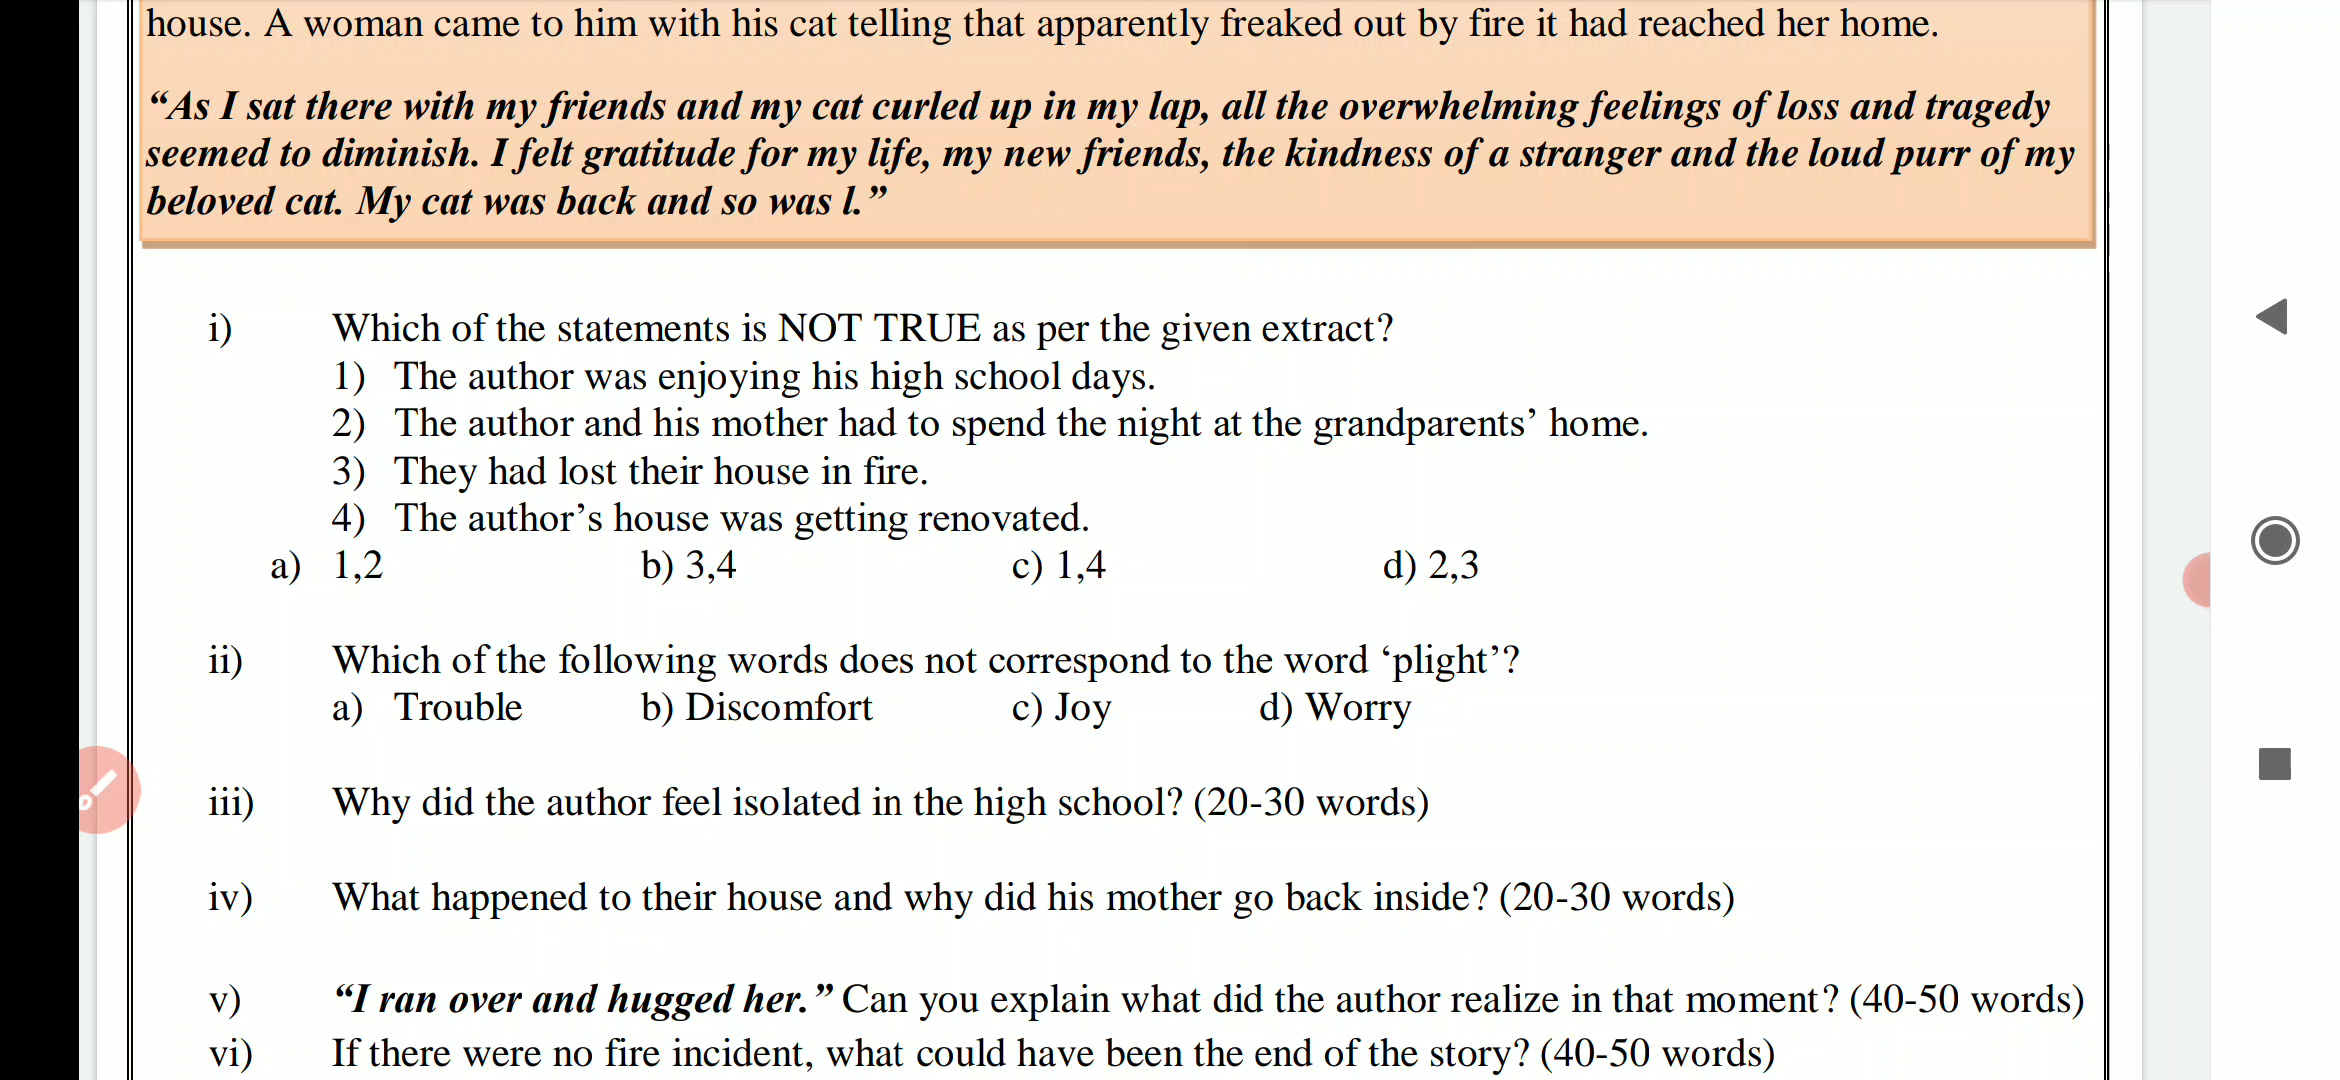 house. A woman came to him with his cat telling that apparently freaked out by fire it had reached her home.
“As I sat there with my friends and my cat curled up in my lap, all the overwhelming feelings of loss and tragedy
seemed to diminish. I felt gratitude for my life, my new friends, the kindness of a stranger and the loud purr of my
beloved cat. My cat was back and so was l.”
i) Which of the statements is NOT TRUE as per the given extract?
1) The author was enjoying his high school days.
2) The author and his mother had to spend the night at the grandparents’ home.
3) They had lost their house in fire.
4) The author’s house was getting renovated.
a) 1,2 b) 3,4 c) 1,4 d) 2,3
ii) Which of the following words does not correspond to the word ‘plight’?
a) Trouble b) Discomfort c) Joy d) Worry
iii) Why did the author feel isolated in the high school? (20-30 words)
iv) What happened to their house and why did his mother go back inside? (20-30 words)
v) “I ran over and hugged her.” Can you explain what did the author realize in that moment? (40-50 words)
vi) If there were no fire incident, what could have been the end of the story? (40-50 words)